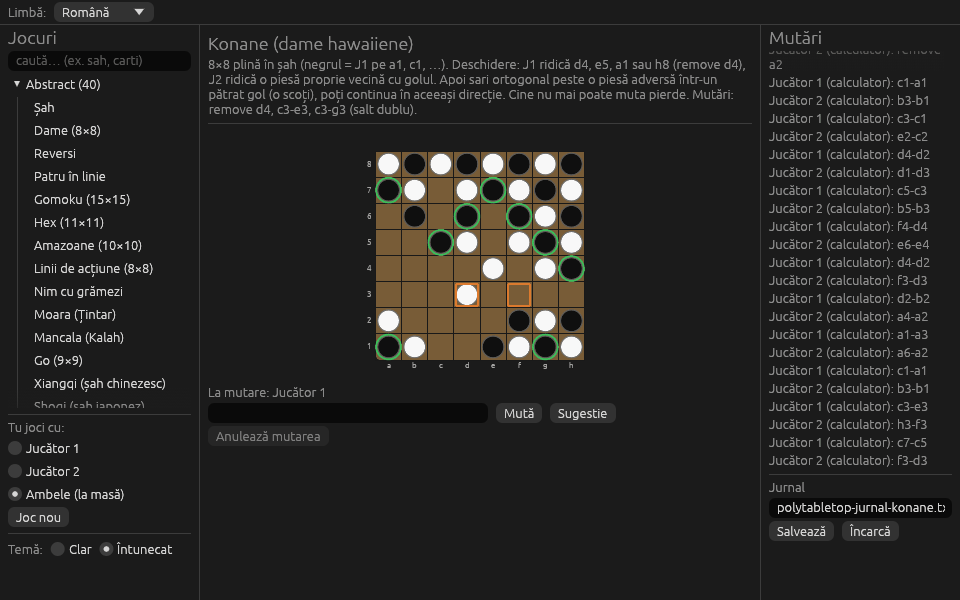 Limbă: Română
Jocuri
caută... (ex. sah, carti)
Abstract (40)
Șah
Dame (8×8)
Reversi
Patru în linie
Gomoku (15×15)
Hex (11×11)
Amazoane (10×10)
Linii de acțiune (8×8)
Nim cu grămezi
Moara (Țintar)
Mancala (Kalah)
Go (9×9)
Xiangqi (șah chinezesc)
Shogi (șah japonez)
Tu joci cu:
Jucător 1
Jucător 2
Ambele (la masă)
Joc nou
Temă: Clar Întunecat
Konane (dame hawaiiene)
8×8 plină în șah (negrul = J1 pe a1, c1, …). Deschidere: J1 ridică d4, e5, a1 sau h8 (remove d4),
J2 ridică o piesă proprie vecină cu golul. Apoi sari ortogonal peste o piesă adversă într-un
pătrat gol (o scoți), poți continua în aceeași direcție. Cine nu mai poate muta pierde. Mutări:
remove d4, c3-e3, c3-g3 (salt dublu).
8
7
6
5
4
3
2
1
a b c d e f g h
La mutare: Jucător 1
Mută Sugestie
Anulează mutarea
Mutări
Jucător 2 (calculator): remove
a2
Jucător 1 (calculator): c1-a1
Jucător 2 (calculator): b3-b1
Jucător 1 (calculator): c3-c1
Jucător 2 (calculator): e2-c2
Jucător 1 (calculator): d4-d2
Jucător 2 (calculator): d1-d3
Jucător 1 (calculator): c5-c3
Jucător 2 (calculator): b5-b3
Jucător 1 (calculator): f4-d4
Jucător 2 (calculator): e6-e4
Jucător 1 (calculator): d4-d2
Jucător 2 (calculator): f3-d3
Jucător 1 (calculator): d2-b2
Jucător 2 (calculator): a4-a2
Jucător 1 (calculator): a1-a3
Jucător 2 (calculator): a6-a2
Jucător 1 (calculator): c1-a1
Jucător 2 (calculator): b3-b1
Jucător 1 (calculator): c3-e3
Jucător 2 (calculator): h3-f3
Jucător 1 (calculator): c7-c5
Jucător 2 (calculator): f3-d3
Jurnal
polytabletop-jurnal-konane.tx
Salvează Încarcă